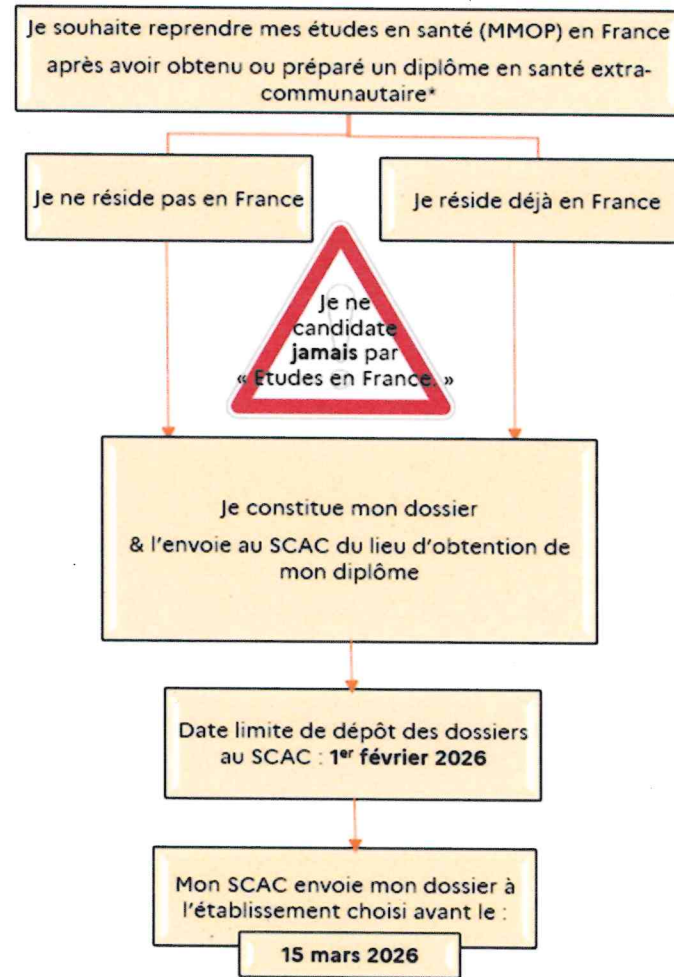 Je souhaite reprendre mes études en santé (MMOP) en France
après avoir obtenu ou préparé un diplôme en santé extra-
communautaire*
Je ne réside pas en France
Je réside déjà en France
Je ne
candidate
jamais par
« Etudes en France. »
Je constitue mon dossier
& l'envoie au SCAC du lieu d'obtention de
mon diplôme
Date limite de dépôt des dossiers
au SCAC : 1er février 2026
Mon SCAC envoie mon dossier à
l'établissement choisi avant le :
15 mars 2026